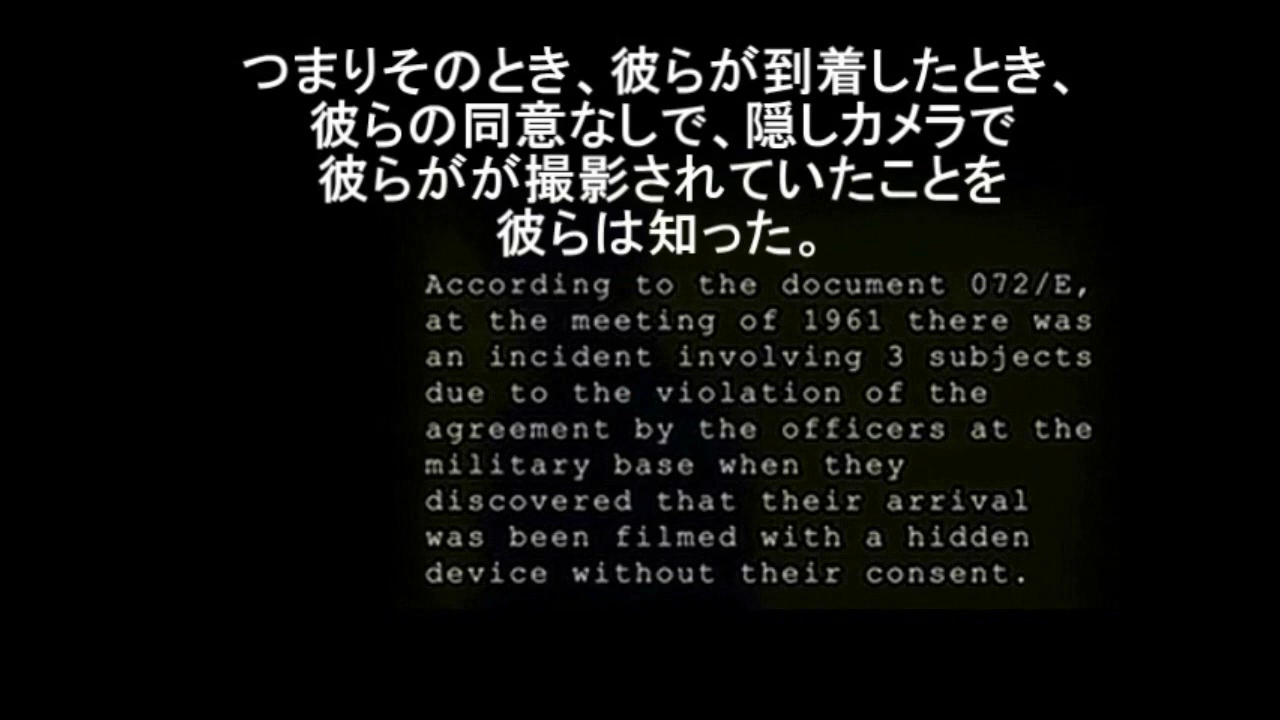 つまりそのとき、彼らが到着したとき、
彼らの同意なしで、隠しカメラで
彼らがが撮影されていたことを
彼らは知った。
According to the document 072/E,
at the meeting of 1961 there was
an incident involving 3 subjects
due to the violation of the
agreement by the officers at the
military base when they
discovered that their arrival
was been filmed with a hidden
device without their consent.